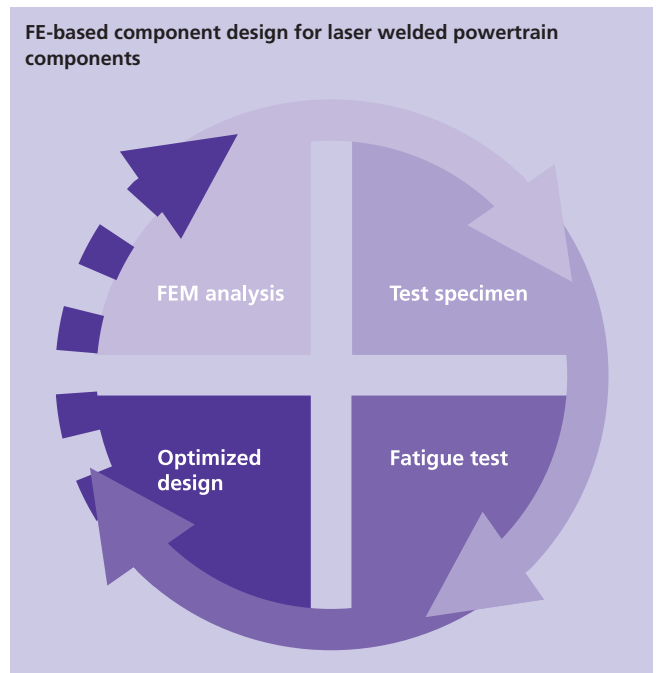 FE-based component design for laser welded powertrain
components
FEM analysis
Test specimen
Optimized
design
Fatigue test